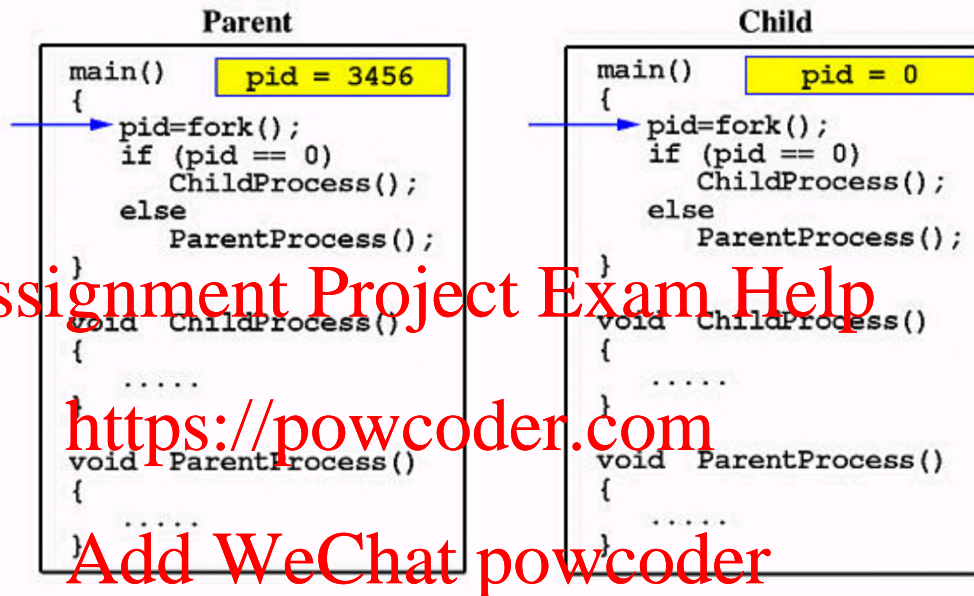 Parent
main()
pid = 3456
{
pid=fork();
if (pid == 0)
ChildProcess();
else
ParentProcess();
}
void ChildProcess()
{
.....
}
void ParentProcess()
{
.....
}
Child
main()
pid = 0
{
pid=fork();
if (pid == 0)
ChildProcess();
else
ParentProcess();
}
void ChildProcess()
{
.....
}
void ParentProcess()
{
.....
}
ssignment Project Exam Help
https://powcoder.com
Add WeChat powcoder